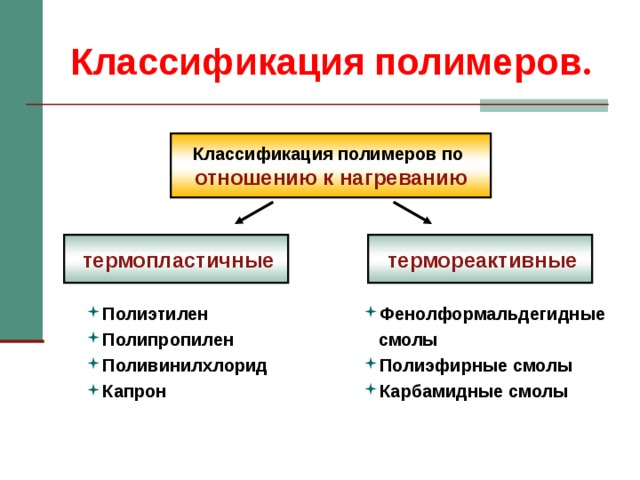 Классификация полимеров.
Классификация полимеров по
отношению к нагреванию
термопластичные
термореактивные
Полиэтилен
Полипропилен
Поливинилхлорид
Капрон
Фенолформальдегидные
смолы
Полиэфирные смолы
Карбамидные смолы